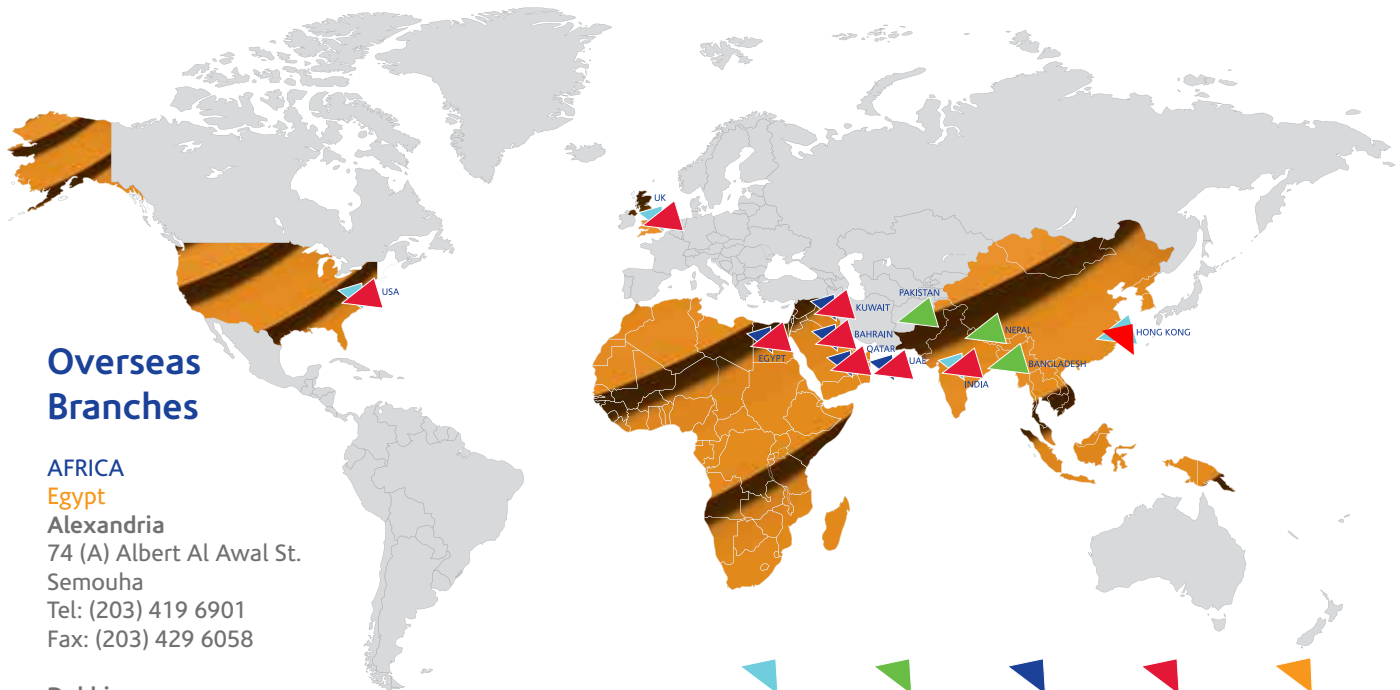 Overseas
Branches
AFRICA
Egypt
Alexandria
74 (A) Albert Al Awal St.
Semouha
Tel: (203) 419 6901
Fax: (203) 429 6058
UK
USA
PAKISTAN
KUWAIT
BAHRAIN
QATAR
UAE
EGYPT
NEPAL
BANGLADESH
INDIA
HONG KONG